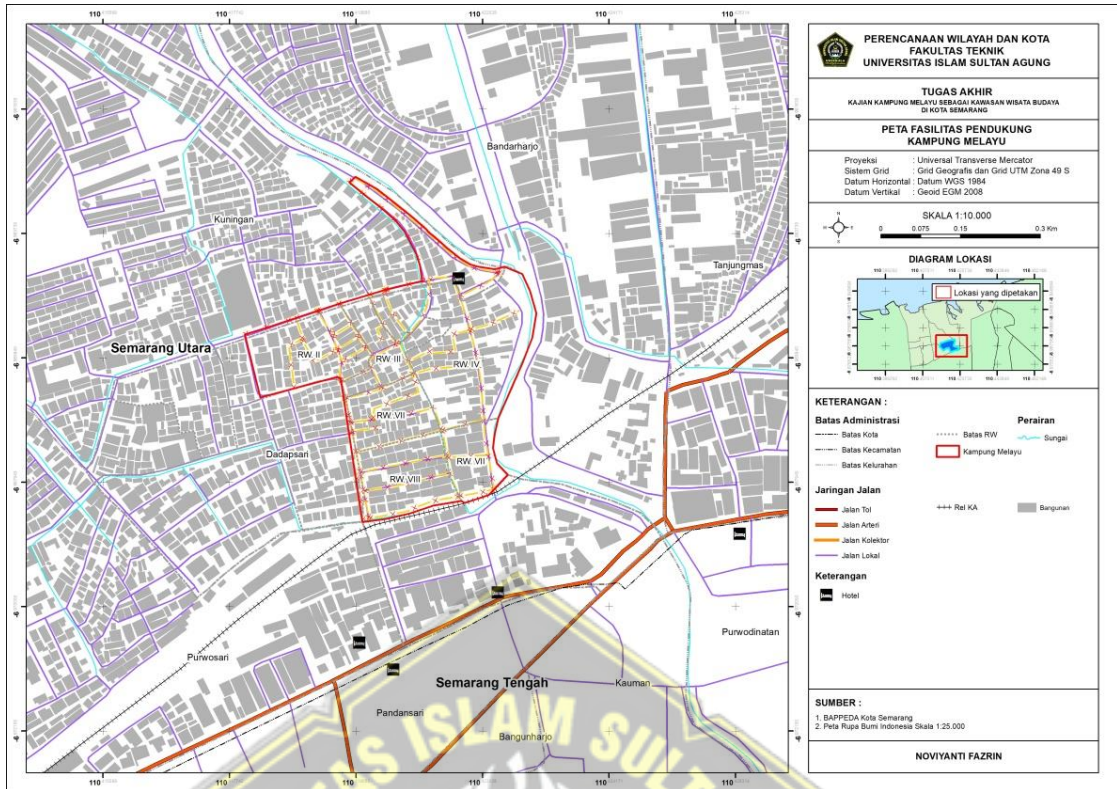 Bandarharjo
Kuningan
Tanjungmas
Semarang Utara
RW. II
RW. III
RW. IV
RW. VII
Dadapsari
RW. VII
RW. VIII
Purwodinatan
Purwosari
Semarang Tengah
Kauman
Pandansari
Bangunharjo
AS ISLAM SUL
110
110
110
110
110
110
PERENCANAAN WILAYAH DAN KOTA
FAKULTAS TEKNIK
UNIVERSITAS ISLAM SULTAN AGUNG
TUGAS AKHIR
KAJIAN KAMPUNG MELAYU SEBAGAI KAWASAN WISATA BUDAYA
DI KOTA SEMARANG
PETA FASILITAS PENDUKUNG
KAMPUNG MELAYU
Proyeksi : Universal Transverse Mercator
Sistem Grid : Grid Geografis dan Grid UTM Zona 49 S
Datum Horizontal : Datum WGS 1984
Datum Vertikal : Geoid EGM 2008
SKALA 1:10.000
0 0.075 0.15 0.3 Km
DIAGRAM LOKASI
Lokasi yang dipetakan
KETERANGAN :
Batas Administrasi
Batas Kota
Batas Kecamatan
Batas Kelurahan
Batas RW
Kampung Melayu
Perairan
Sungai
Jaringan Jalan
Jalan Tol
Jalan Arteri
Jalan Kolektor
Jalan Lokal
Rel KA
Bangunan
Keterangan
Hotel
SUMBER :
1. BAPPEDA Kota Semarang
2. Peta Rupa Bumi Indonesia Skala 1:25.000
NOVIYANTI FAZRIN